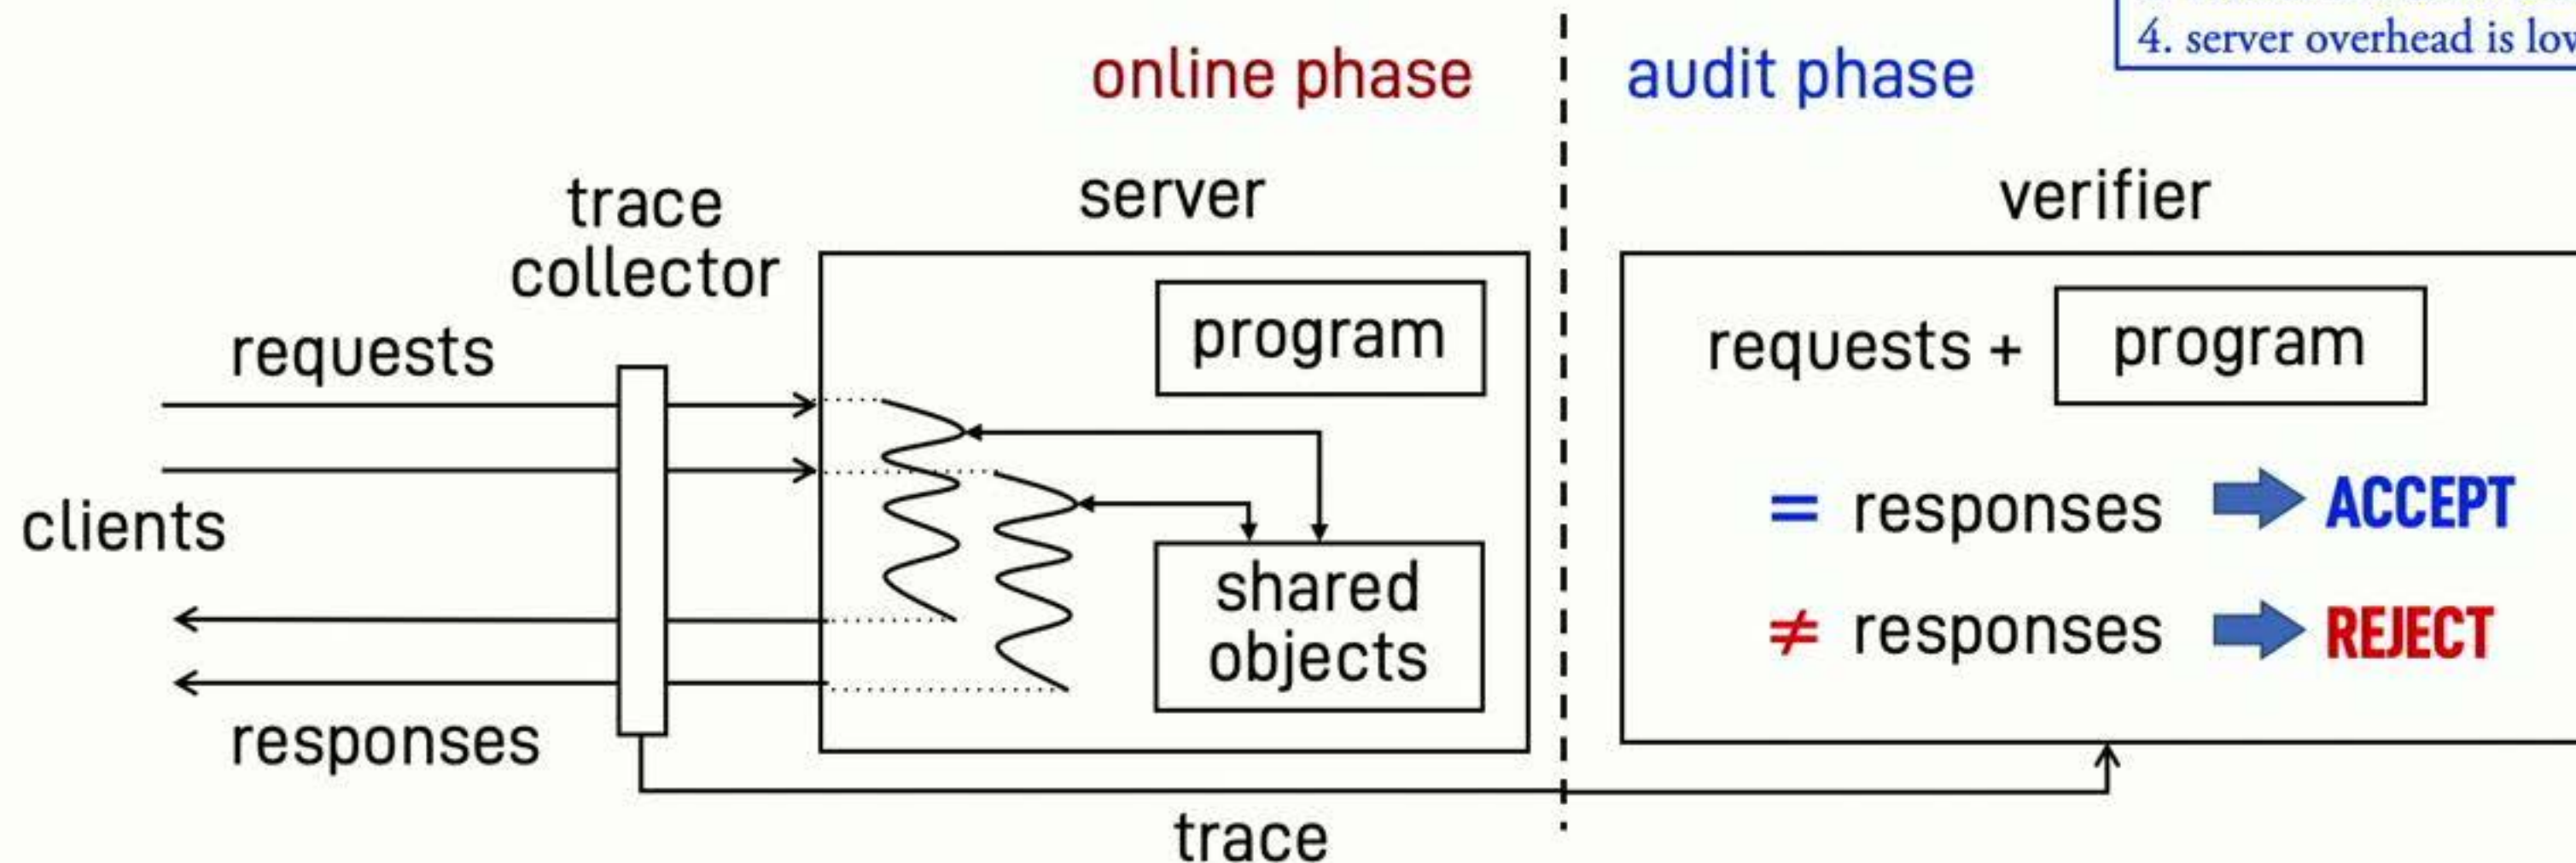 4. server overhead is
online phase
audit phase
trace
collector
server
verifier
requests
program
requests + program
clients
= responses ACCEPT
shared
objects
≠ responses REJECT
responses
trace